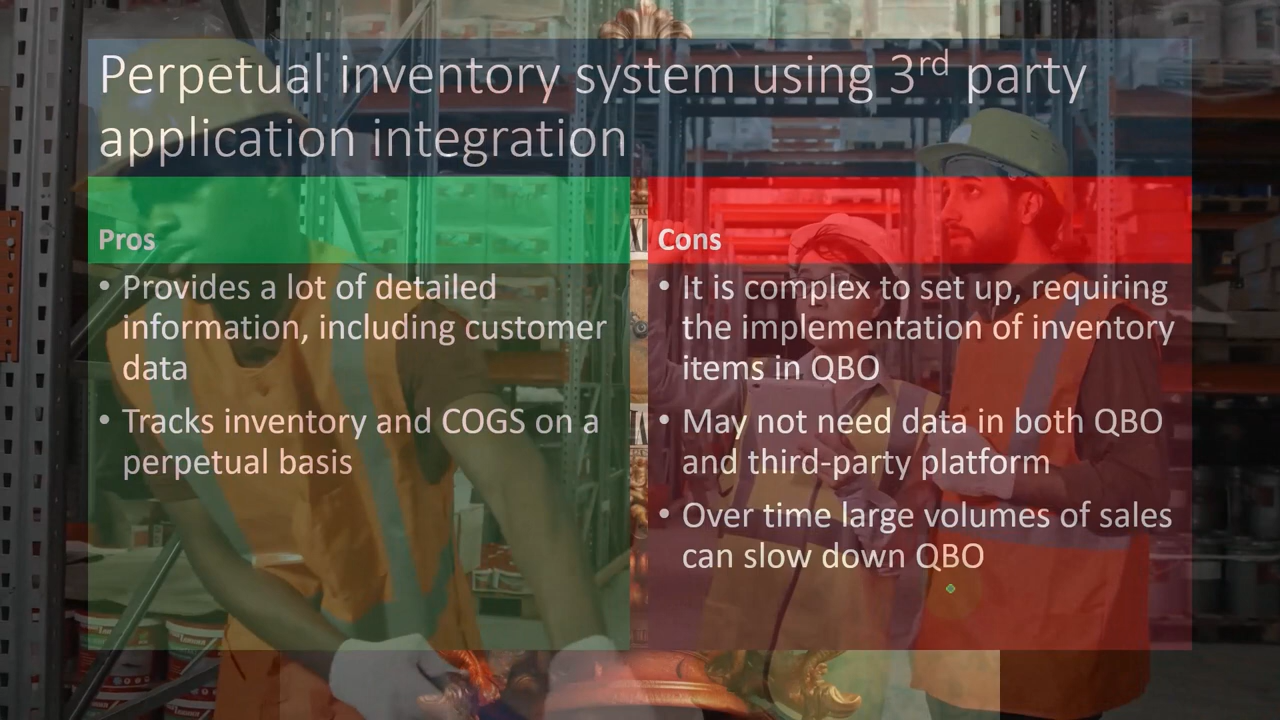 Perpetual inventory system using 3rd party
application integration
Pros
• Provides a lot of detailed
information, including customer
data
• Tracks inventory and COGS on a
perpetual basis
Cons
• It is complex to set up, requiring
the implementation of inventory
items in QBO
• May not need data in both QBO
and third-party platform
• Over time large volumes of sales
can slow down QBO